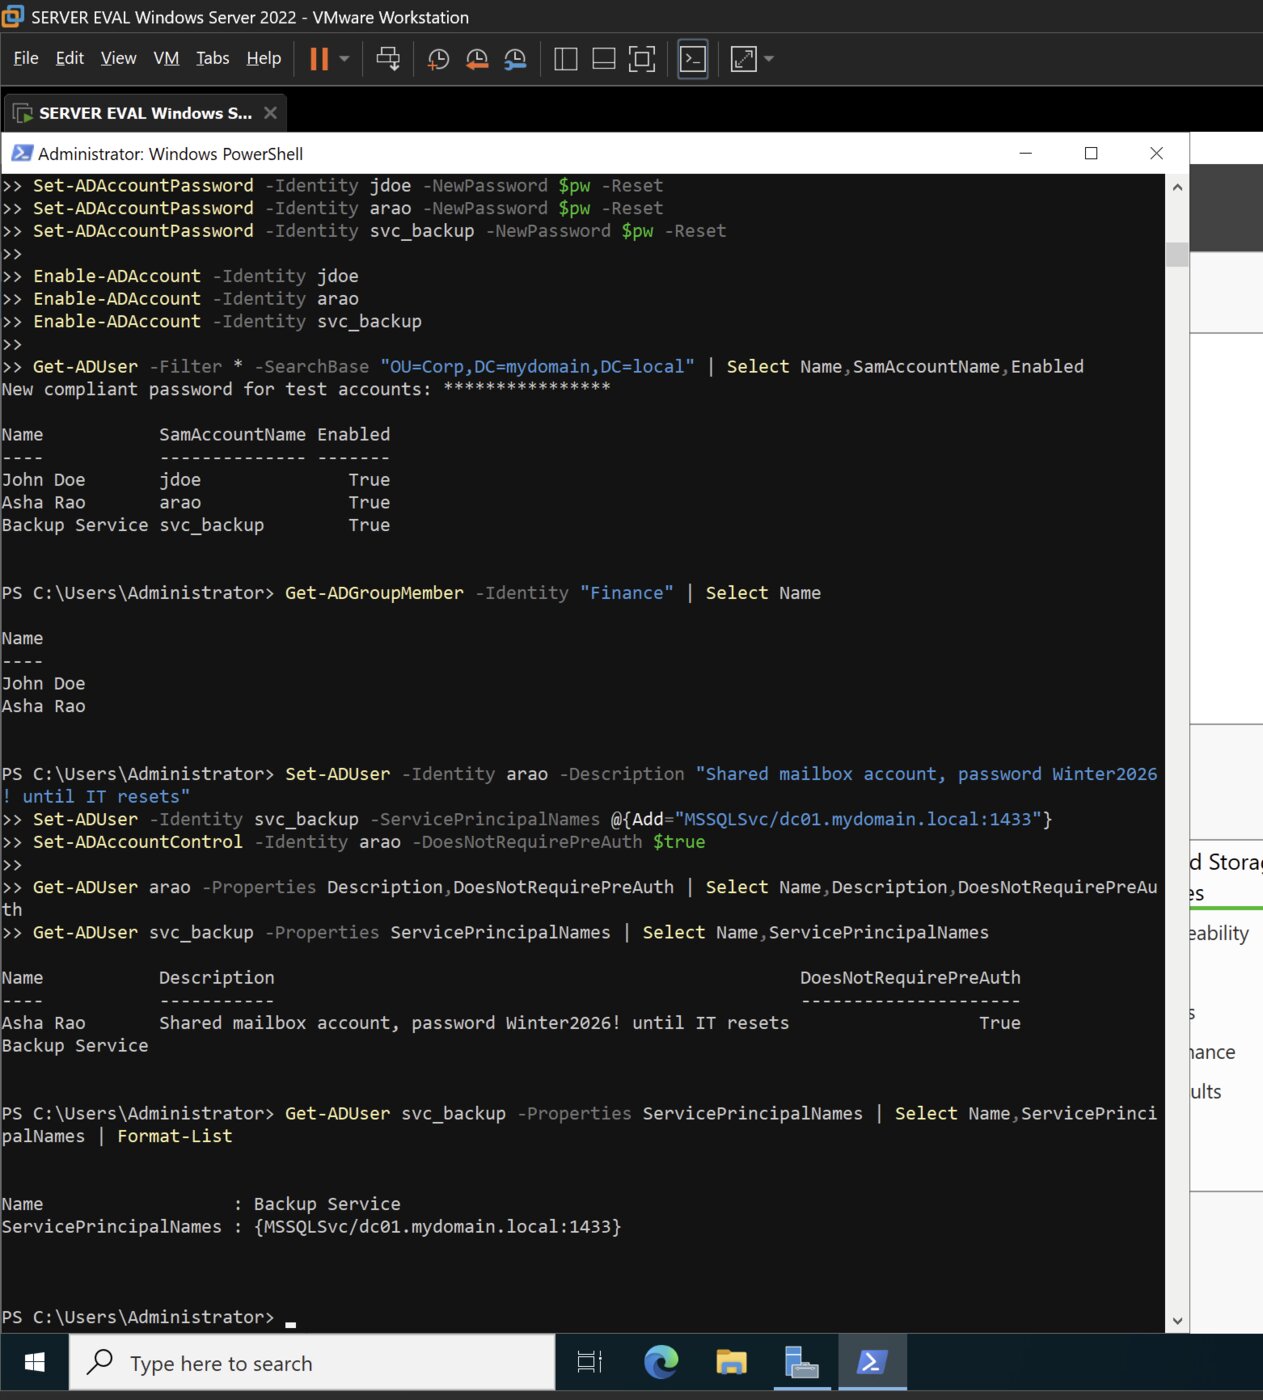 SERVER EVAL Windows Server 2022 - VMware Workstation
File Edit View VM Tabs Help
SERVER EVAL Windows S...
Administrator: Windows PowerShell
>> Set-ADAccountPassword -Identity jdoe -NewPassword $pw -Reset
>> Set-ADAccountPassword -Identity arao -NewPassword $pw -Reset
>> Set-ADAccountPassword -Identity svc_backup -NewPassword $pw -Reset
>>
>> Enable-ADAccount -Identity jdoe
>> Enable-ADAccount -Identity arao
>> Enable-ADAccount -Identity svc_backup
>>
>> Get-ADUser -Filter * -SearchBase "OU=Corp,DC=mydomain,DC=local" | Select Name,SamAccountName,Enabled
New compliant password for test accounts: ****************
Name           SamAccountName Enabled
----           -------------- -------
John Doe       jdoe              True
Asha Rao       arao              True
Backup Service svc_backup        True
PS C:\Users\Administrator> Get-ADGroupMember -Identity "Finance" | Select Name
Name
----
John Doe
Asha Rao
PS C:\Users\Administrator> Set-ADUser -Identity arao -Description "Shared mailbox account, password Winter2026
! until IT resets"
>> Set-ADUser -Identity svc_backup -ServicePrincipalNames @{Add="MSSQLSvc/dc01.mydomain.local:1433"}
>> Set-ADAccountControl -Identity arao -DoesNotRequirePreAuth $true
>>
>> Get-ADUser arao -Properties Description,DoesNotRequirePreAuth | Select Name,Description,DoesNotRequirePreAu
th
>> Get-ADUser svc_backup -Properties ServicePrincipalNames | Select Name,ServicePrincipalNames
Name           Description                                                  DoesNotRequirePreAuth
----           -----------                                                  ---------------------
Asha Rao       Shared mailbox account, password Winter2026! until IT resets                  True
Backup Service
PS C:\Users\Administrator> Get-ADUser svc_backup -Properties ServicePrincipalNames | Select Name,ServicePrinci
palNames | Format-List
Name                  : Backup Service
ServicePrincipalNames : {MSSQLSvc/dc01.mydomain.local:1433}
PS C:\Users\Administrator>
d Storag
es
eability
s
nance
ults
Type here to search